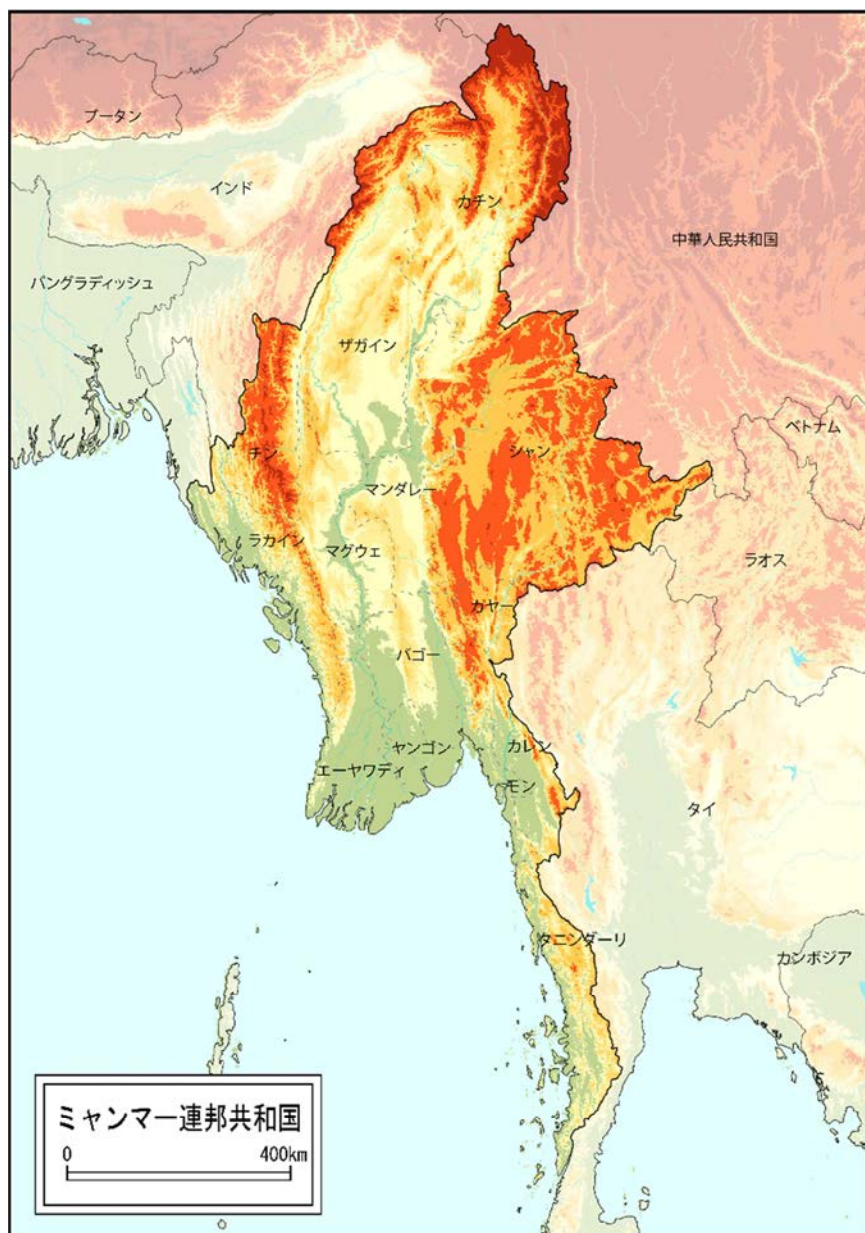 ブータン
インド
カチン
中華人民共和国
バングラディッシュ
ザガイン
ベトナム
チン
シャン
マンダレー
ラカイン
マグウェ
ラオス
カヤー
バゴー
ヤンゴン
カレン
エーヤワディ
モン
タイ
タニンダーリ
カンボジア
ミャンマー連邦共和国
0 400km